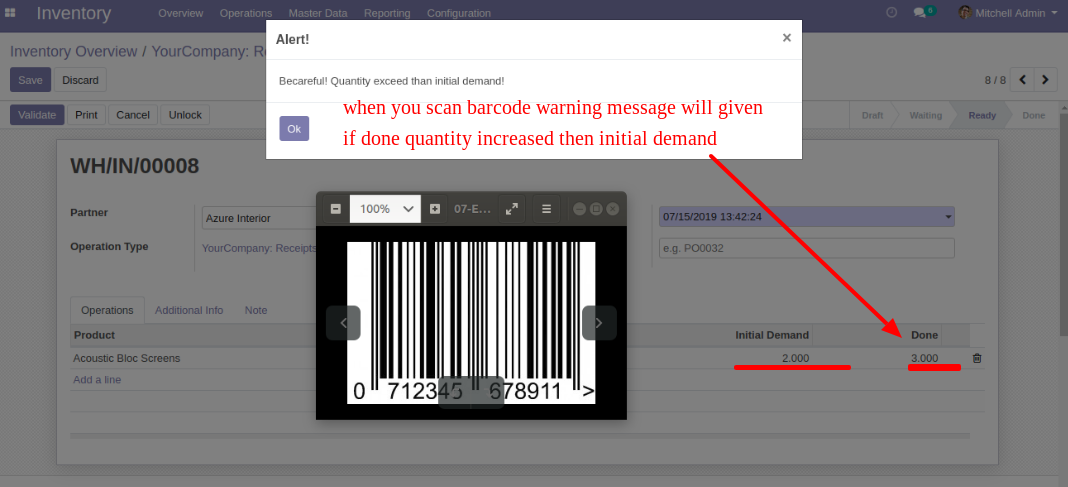 Inventory Overview Operations Master Data Reporting Configuration 6 Mitchell Admin
Alert! ×
Inventory Overview / YourCompany: Re
Becareful! Quantity exceed than initial demand!
Save Discard 8 / 8
when you scan barcode warning message will given
Validate Print Cancel Unlock Draft Waiting Ready Done
Ok
if done quantity increased then initial demand
WH/IN/00008
100% 07-E...
Partner Azure Interior 07/15/2019 13:42:24
Operation Type YourCompany: Receipts e.g. PO0032
Operations Additional Info Note
Product Initial Demand Done
Acoustic Bloc Screens 2.000 3.000
Add a line
0 712345 678911 >